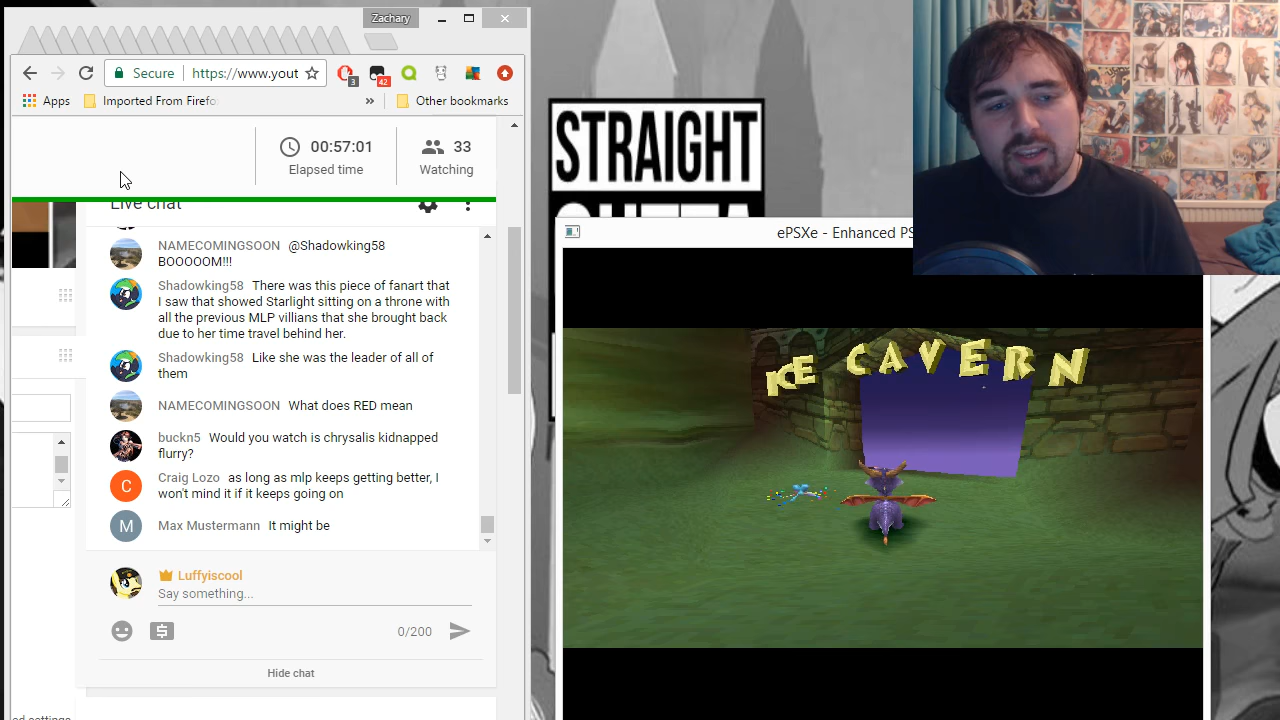 Zachary
Secure
https://www.yout
3
42
Apps
Imported From Firefo
»
Other bookmarks
00:57:01
Elapsed time
33
Watching
Live chat
NAMECOMINGSOON @Shadowking58
BOOOOOM!!!
Shadowking58 There was this piece of fanart that
I saw that showed Starlight sitting on a throne with
all the previous MLP villians that she brought back
due to her time travel behind her.
Shadowking58 Like she was the leader of all of
them
NAMECOMINGSOON What does RED mean
buckn5 Would you watch is chrysalis kidnapped
flurry?
C
Craig Lozo as long as mlp keeps getting better, I
won't mind it if it keeps going on
M
Max Mustermann It might be
Luffyiscool
Say something...
0/200
Hide chat
ed settings
STRAIGHT
ePSXe - Enhanced PS
ICE CAVERN